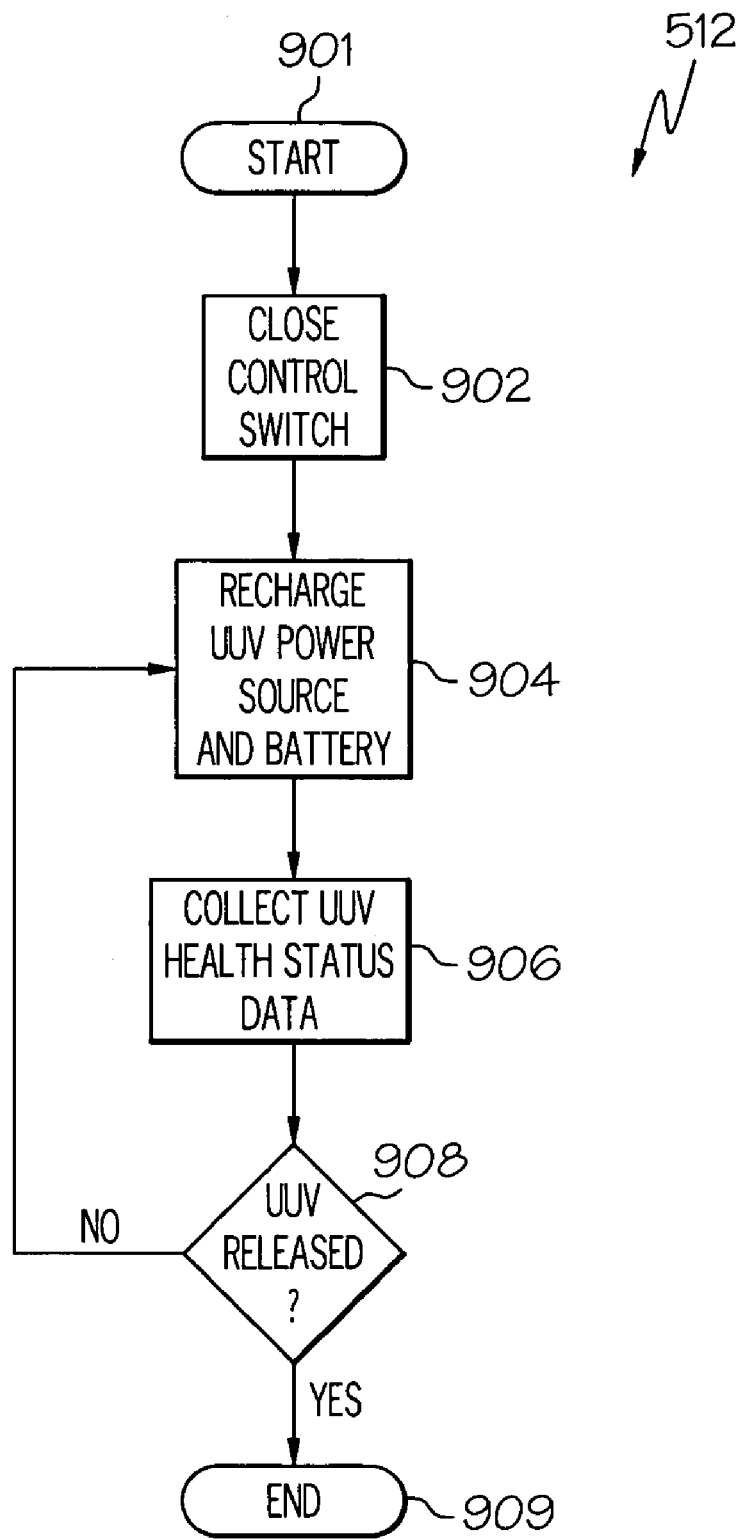 901
512
START
CLOSE
CONTROL
SWITCH
902
RECHARGE
UUV POWER
SOURCE
AND BATTERY
904
COLLECT UUV
HEALTH STATUS
DATA
906
908
UUV
RELEASED
?
NO
YES
END
909